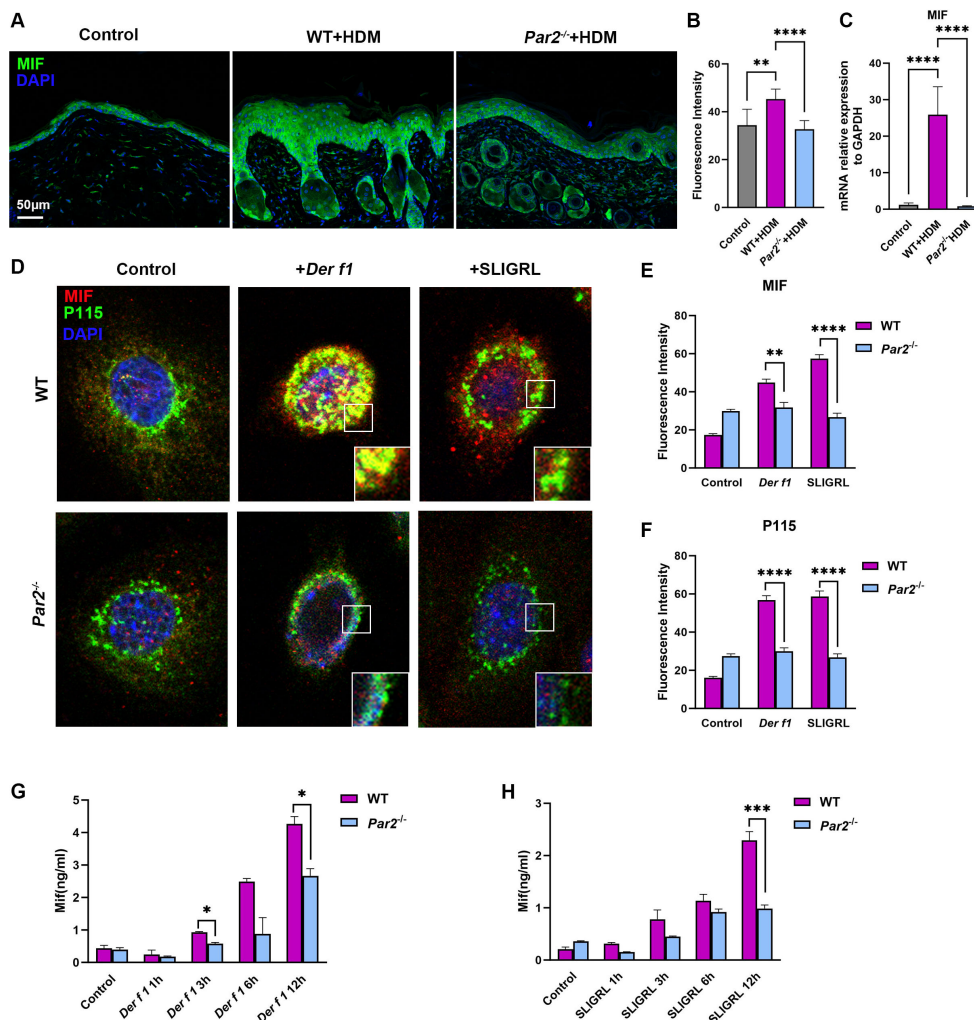 A
Control
WT+HDM
Par2-/-+HDM
MIF
DAPI
50μm
B
Fluorescence Intensity
60
40
20
0
**
****
Control
WT+HDM
Par2-/-+HDM
C
MIF
mRNA relative expression
to GAPDH
40
30
20
10
0
****
****
Control
WT+HDM
Par2-/-HDM
D
Control
+Der f1
+SLIGRL
MIF
P115
DAPI
WT
Par2-/-
E
MIF
Fluorescence Intensity
80
60
40
20
0
**
****
WT
Par2-/-
Control
Der f1
SLIGRL
F
P115
Fluorescence Intensity
80
60
40
20
0
****
****
WT
Par2-/-
Control
Der f1
SLIGRL
G
Mif(ng/ml)
5
4
3
2
1
0
*
*
WT
Par2-/-
Control
Der f 1 1h
Der f 1 3h
Der f 1 6h
Der f 1 12h
H
Mif(ng/ml)
3
2
1
0
***
WT
Par2-/-
Control
SLIGRL 1h
SLIGRL 3h
SLIGRL 6h
SLIGRL 12h